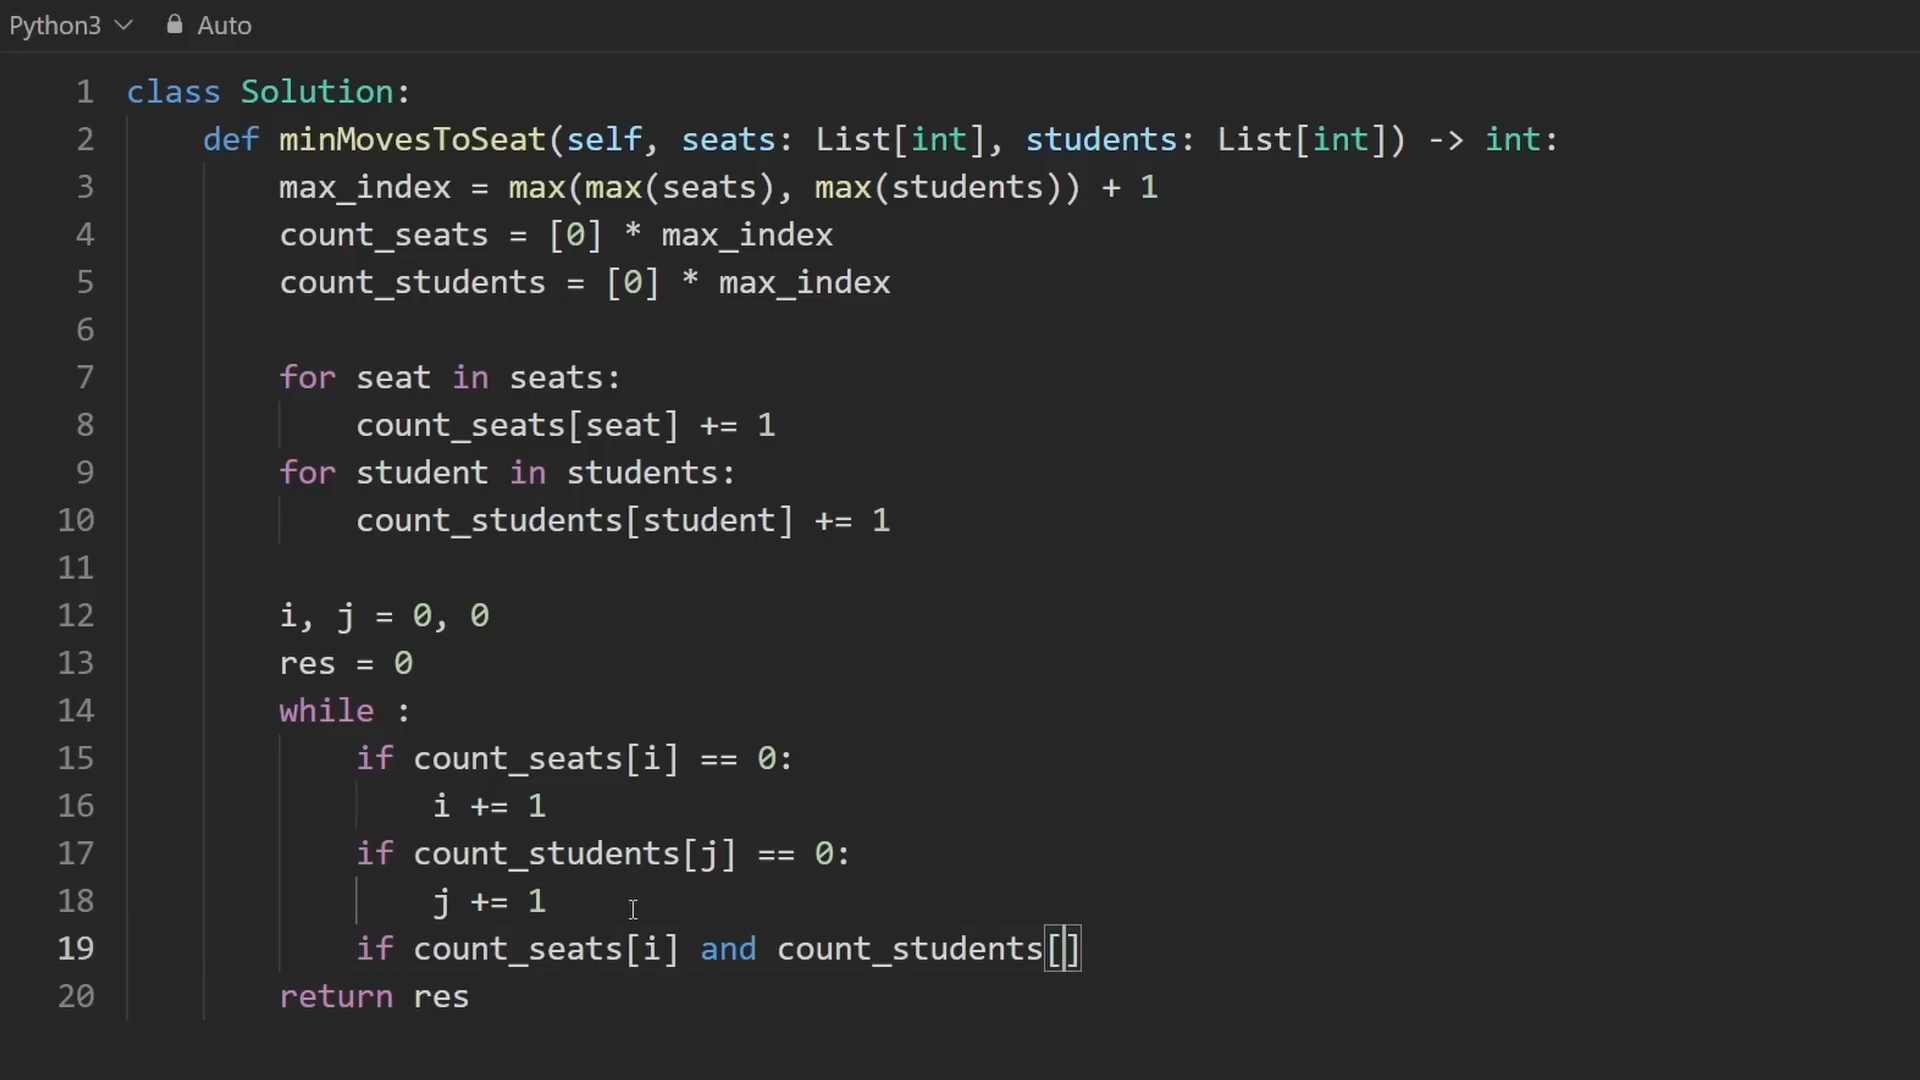 Python3 Auto
1 class Solution:
2 def minMovesToSeat(self, seats: List[int], students: List[int]) -> int:
3 max_index = max(max(seats), max(students)) + 1
4 count_seats = [0] * max_index
5 count_students = [0] * max_index
6
7 for seat in seats:
8 count_seats[seat] += 1
9 for student in students:
10 count_students[student] += 1
11
12 i, j = 0, 0
13 res = 0
14 while :
15 if count_seats[i] == 0:
16 i += 1
17 if count_students[j] == 0:
18 j += 1
19 if count_seats[i] and count_students[]
20 return res